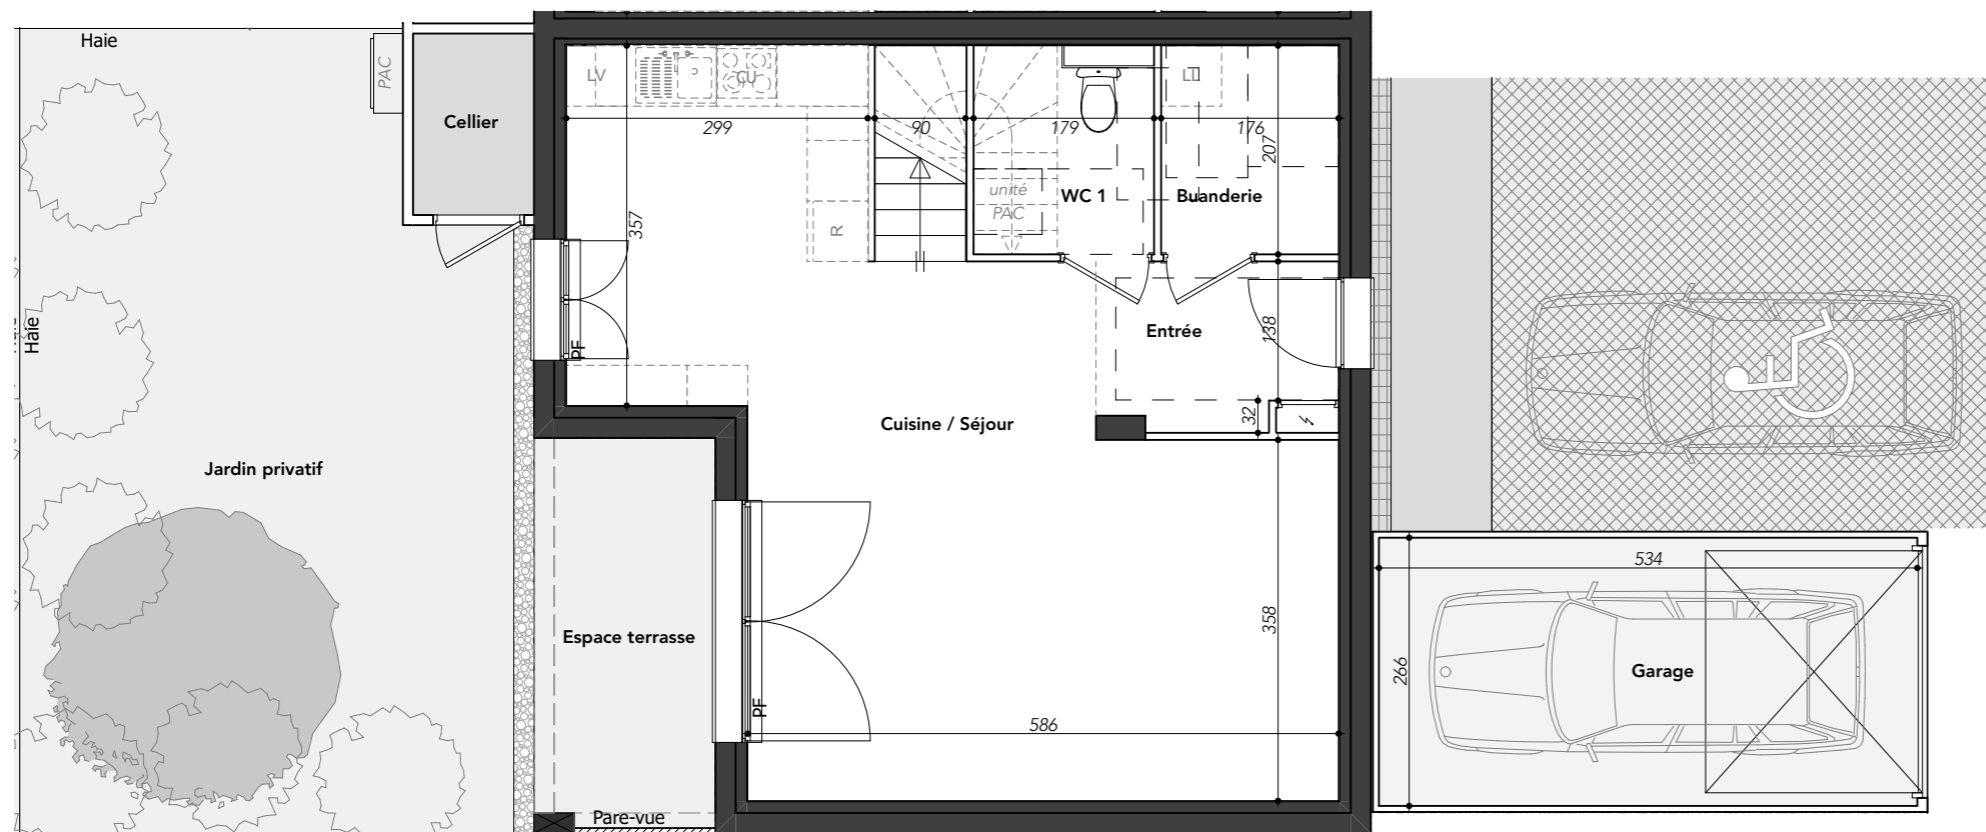 Haie
PAC
Cellier
LV
CU
LL
299
90
179
176
207
357
unité
PAC
WC 1
Buanderie
R
Haie
PF
Entrée
138
32
Cuisine / Séjour
Jardin privatif
534
Espace terrasse
358
266
Garage
PF
586
Pare-vue